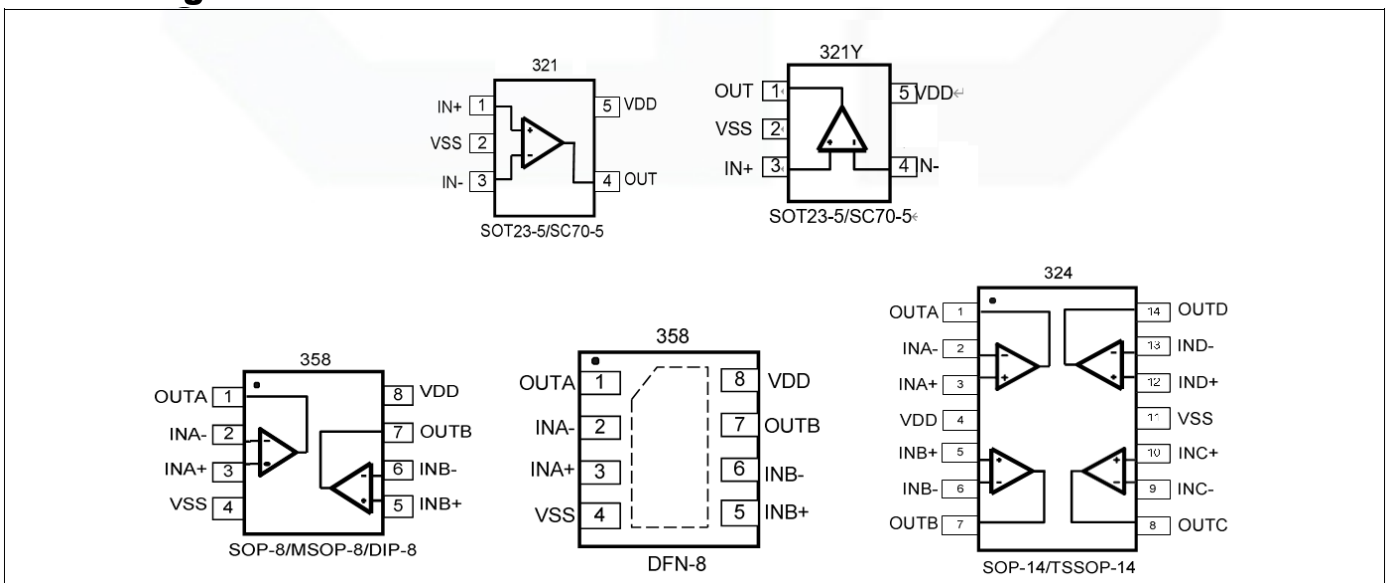 321
IN+ 1 5 VDD
VSS 2
IN- 3 4 OUT
SOT23-5/SC70-5
321Y
OUT 1 5 VDD↵
VSS 2
IN+ 3 4 N-
SOT23-5/SC70-5↵
358
OUTA 1 8 VDD
INA- 2 7 OUTB
INA+ 3 6 INB-
VSS 4 5 INB+
SOP-8/MSOP-8/DIP-8
358
OUTA 1 8 VDD
INA- 2 7 OUTB
INA+ 3 6 INB-
VSS 4 5 INB+
DFN-8
324
OUTA 1 14 OUTD
INA- 2 13 IND-
INA+ 3 12 IND+
VDD 4 11 VSS
INB+ 5 10 INC+
INB- 6 9 INC-
OUTB 7 8 OUTC
SOP-14/TSSOP-14